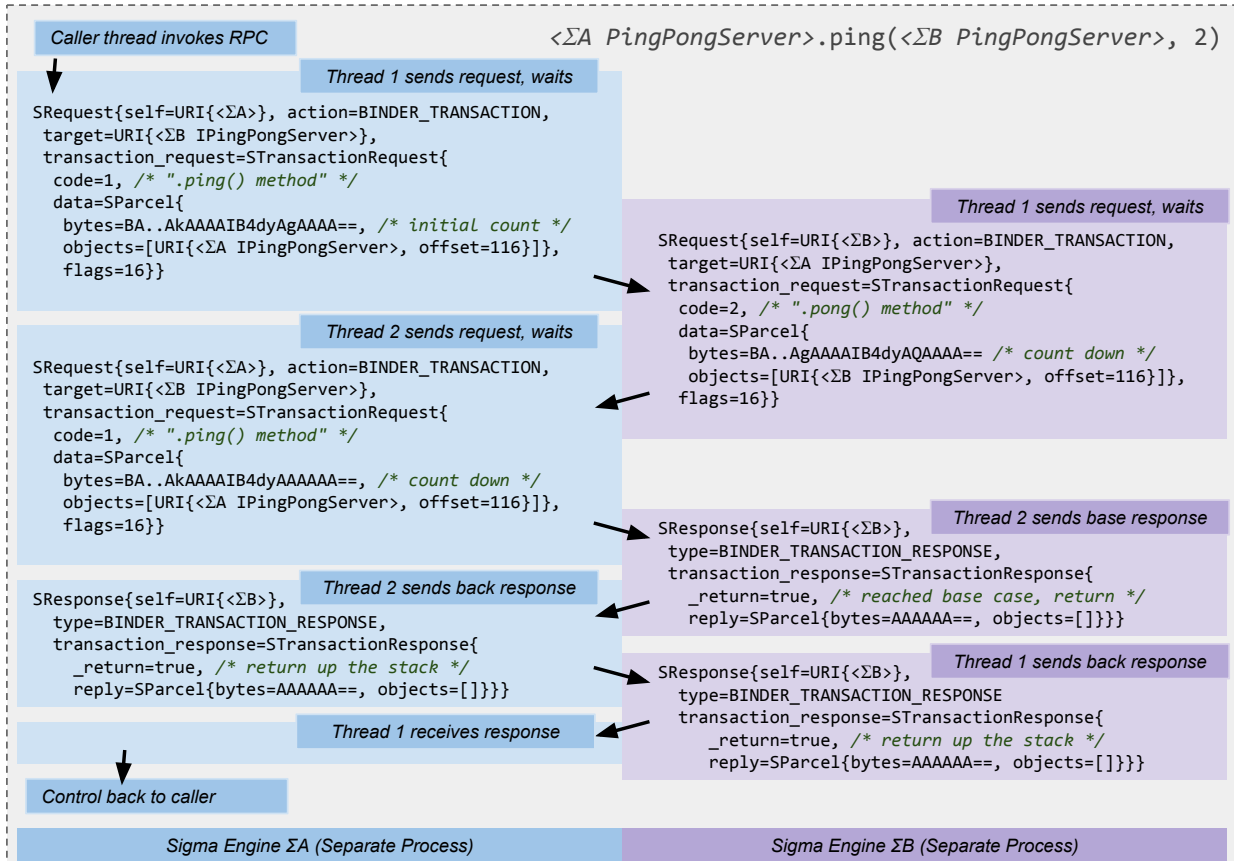 Caller thread invokes RPC
<ΣA PingPongServer>.ping(<ΣB PingPongServer>, 2)
Thread 1 sends request, waits
SRequest{self=URI{<ΣA>}, action=BINDER_TRANSACTION,
target=URI{<ΣB IPingPongServer>},
transaction_request=STransactionRequest{
code=1, /* ".ping() method" */
data=SParcel{
bytes=BA..AkAAAAIB4dyAgAAAA==, /* initial count */
objects=[URI{<ΣA IPingPongServer>, offset=116}]},
flags=16}}
Thread 1 sends request, waits
SRequest{self=URI{<ΣB>}, action=BINDER_TRANSACTION,
target=URI{<ΣA IPingPongServer>},
transaction_request=STransactionRequest{
code=2, /* ".pong() method" */
data=SParcel{
bytes=BA..AgAAAAIB4dyAQAAAA== /* count down */
objects=[URI{<ΣB IPingPongServer>, offset=116}]},
flags=16}}
Thread 2 sends request, waits
SRequest{self=URI{<ΣA>}, action=BINDER_TRANSACTION,
target=URI{<ΣB IPingPongServer>},
transaction_request=STransactionRequest{
code=1, /* ".ping() method" */
data=SParcel{
bytes=BA..AkAAAAIB4dyAAAAAA==, /* count down */
objects=[URI{<ΣA IPingPongServer>, offset=116}]},
flags=16}}
Thread 2 sends base response
SResponse{self=URI{<ΣB>},
type=BINDER_TRANSACTION_RESPONSE,
transaction_response=STransactionResponse{
_return=true, /* reached base case, return */
reply=SParcel{bytes=AAAAAA==, objects=[]}}}
Thread 2 sends back response
SResponse{self=URI{<ΣB>},
type=BINDER_TRANSACTION_RESPONSE,
transaction_response=STransactionResponse{
_return=true, /* return up the stack */
reply=SParcel{bytes=AAAAAA==, objects=[]}}}
Thread 1 sends back response
SResponse{self=URI{<ΣB>},
type=BINDER_TRANSACTION_RESPONSE
transaction_response=STransactionResponse{
_return=true, /* return up the stack */
reply=SParcel{bytes=AAAAAA==, objects=[]}}}
Thread 1 receives response
Control back to caller
Sigma Engine ΣA (Separate Process)
Sigma Engine ΣB (Separate Process)